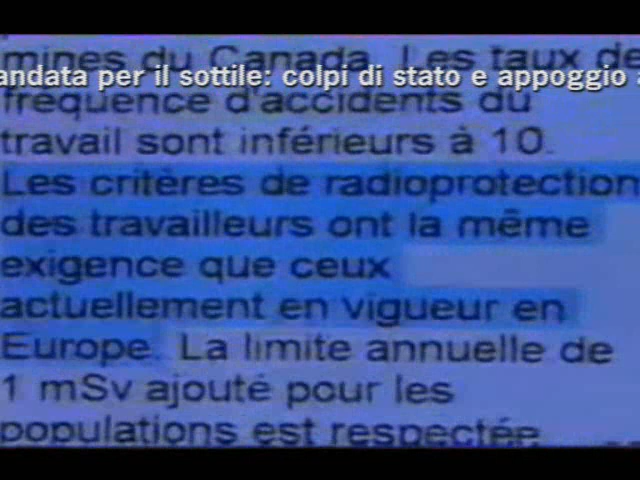 mines du Canada. Les taux de
andata per il sottile: colpi di stato e appoggio a
fréquence d'accidents du
travail sont inférieurs à 10.
Les critères de radioprotection
des travailleurs ont la même
exigence que ceux
actuellement en vigueur en
Europe. La limite annuelle de
1 mSv ajouté pour les
populations est respectée